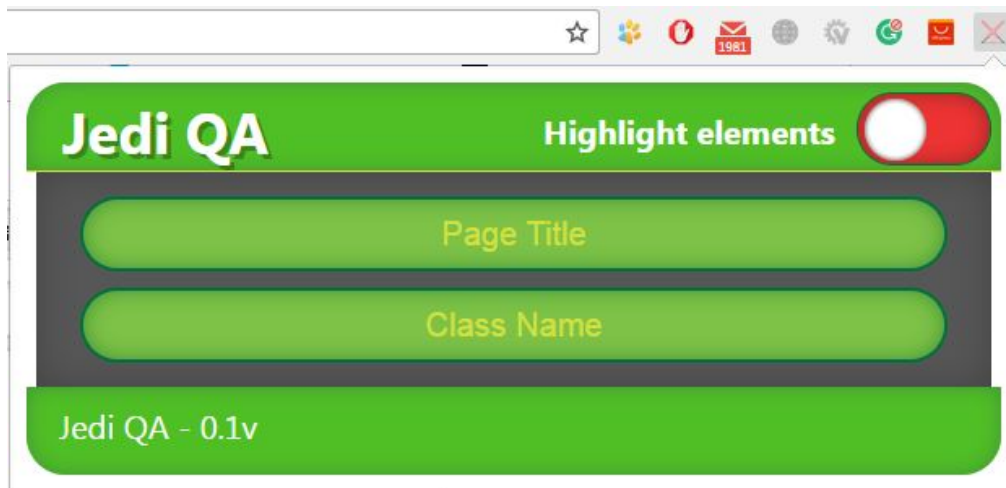 1981
Jedi QA
Highlight elements
Page Title
Class Name
Jedi QA - 0.1v